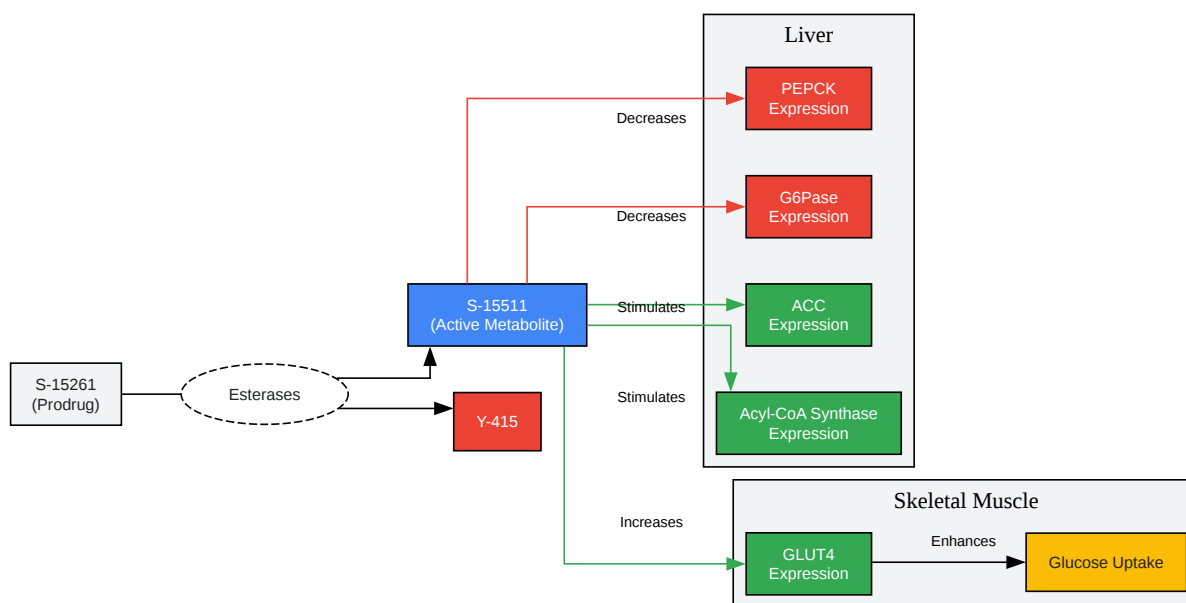 Liver
PEPCK
Expression
Decreases
G6Pase
Expression
Decreases
S-15511
(Active Metabolite)
Stimulates
ACC
Expression
S-15261
(Prodrug)
Esterases
Y-415
Stimulates
Acyl-CoA Synthase
Expression
Skeletal Muscle
Increases
GLUT4
Expression
Enhances
Glucose Uptake